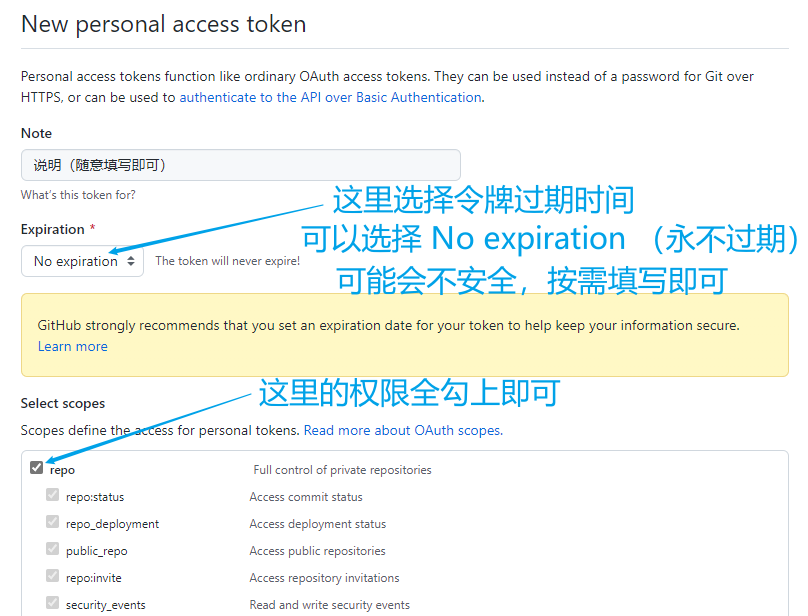 New personal access token
Personal access tokens function like ordinary OAuth access tokens. They can be used instead of a password for Git over
HTTPS, or can be used to authenticate to the API over Basic Authentication.
Note
说明（随意填写即可）
What's this token for?
这里选择令牌过期时间
Expiration *
可以选择 No expiration （永不过期）
No expiration
The token will never expire!
可能会不安全，按需填写即可
GitHub strongly recommends that you set an expiration date for your token to help keep your information secure.
Learn more
这里的权限全勾上即可
Select scopes
Scopes define the access for personal tokens. Read more about OAuth scopes.
repo Full control of private repositories
repo:status Access commit status
repo_deployment Access deployment status
public_repo Access public repositories
repo:invite Access repository invitations
security_events Read and write security events